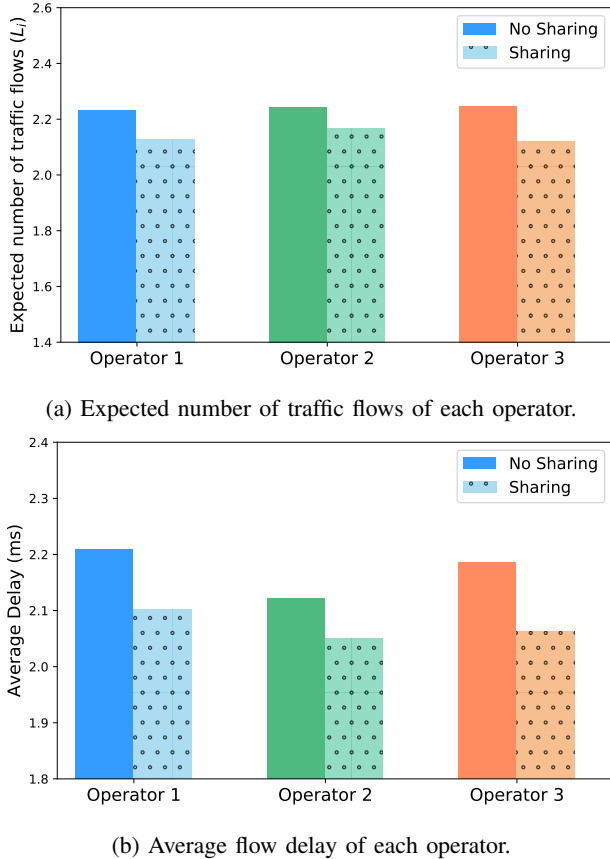 Expected number of traffic flows (L_i)
2.6
2.4
2.2
2.0
1.8
1.6
1.4
No Sharing
Sharing
Operator 1 Operator 2 Operator 3
(a) Expected number of traffic flows of each operator.
Average Delay (ms)
2.4
2.3
2.2
2.1
2.0
1.9
1.8
No Sharing
Sharing
Operator 1 Operator 2 Operator 3
(b) Average flow delay of each operator.